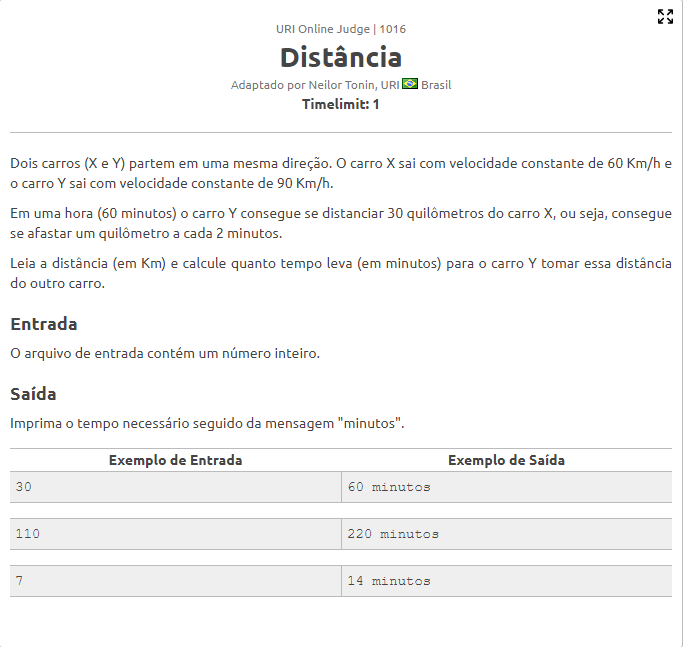 URI Online Judge | 1016
Distância
Adaptado por Neilor Tonin, URI Brasil
Timelimit: 1
Dois carros (X e Y) partem em uma mesma direção. O carro X sai com velocidade constante de 60 Km/h e
o carro Y sai com velocidade constante de 90 Km/h.
Em uma hora (60 minutos) o carro Y consegue se distanciar 30 quilômetros do carro X, ou seja, consegue
se afastar um quilômetro a cada 2 minutos.
Leia a distância (em Km) e calcule quanto tempo leva (em minutos) para o carro Y tomar essa distância
do outro carro.
Entrada
O arquivo de entrada contém um número inteiro.
Saída
Imprima o tempo necessário seguido da mensagem "minutos".
Exemplo de Entrada Exemplo de Saída
30 60 minutos
110 220 minutos
7 14 minutos